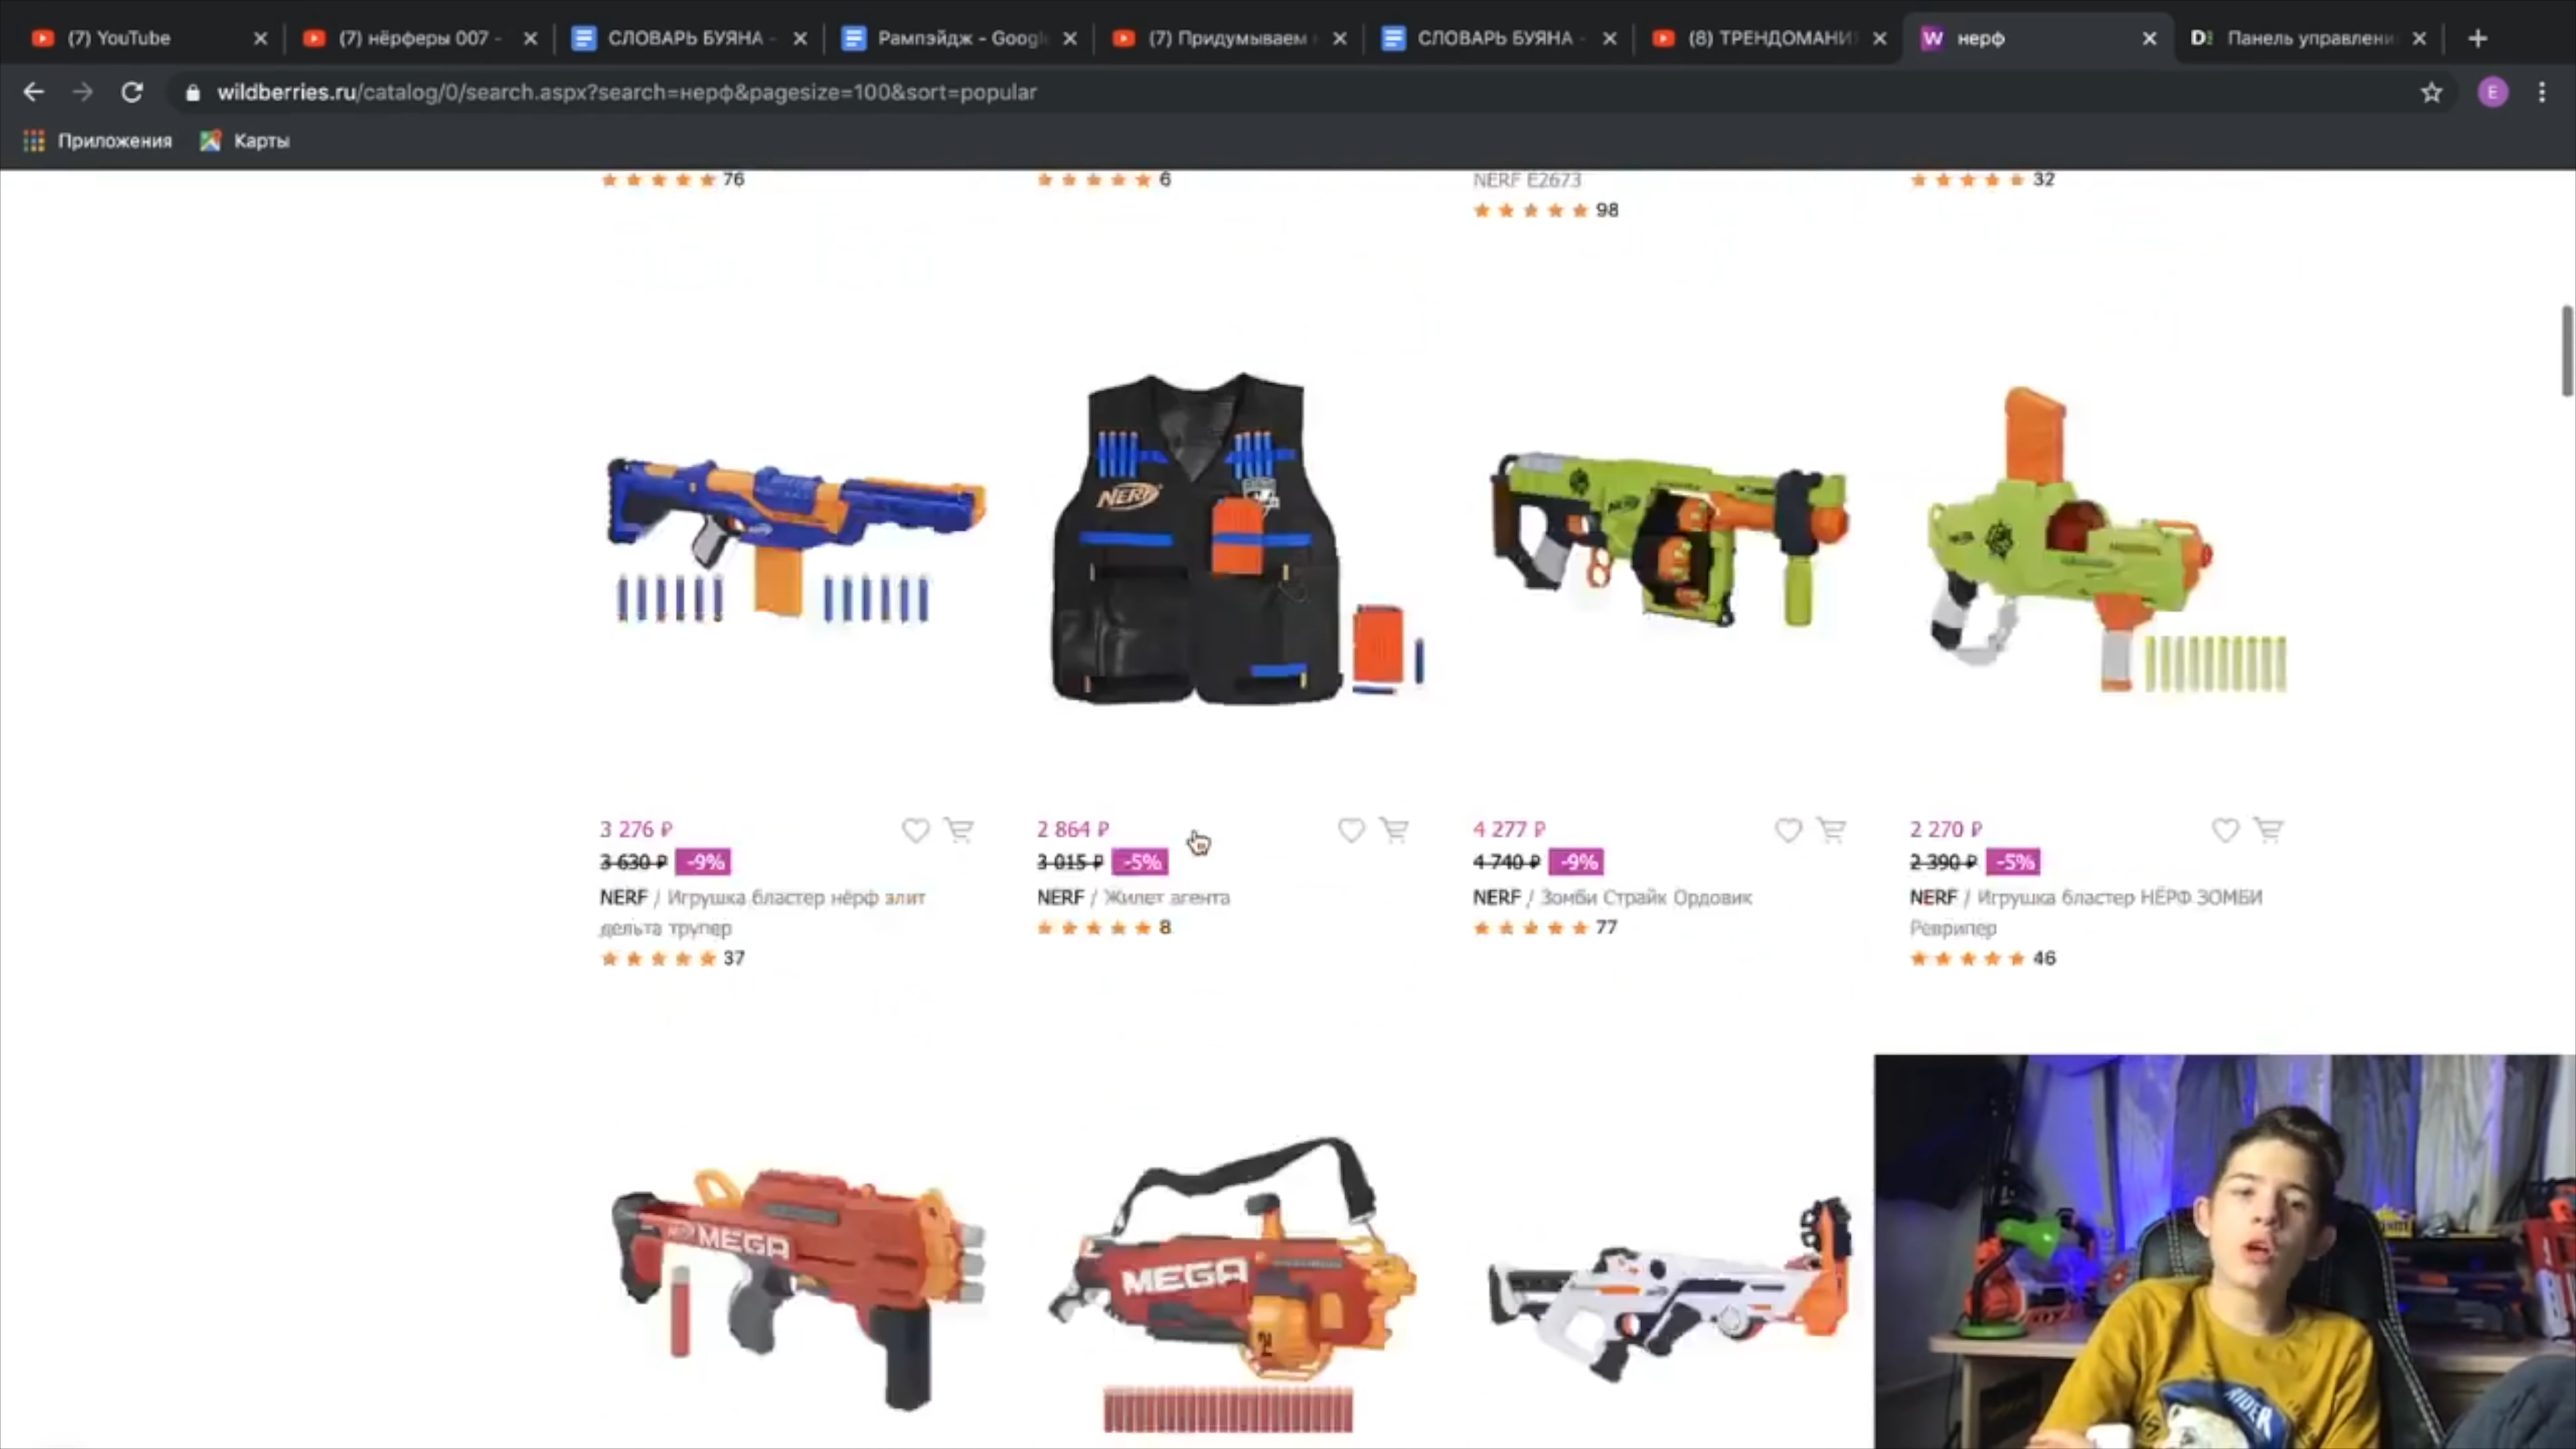 (7) YouTube
(7) нёрферы 007 -
СЛОВАРЬ БУЯНА -
Рампэйдж - Googl
(7) Придумываем
СЛОВАРЬ БУЯНА -
(8) ТРЕНДОМАНИ
W нерф
D: Панель управлени
wildberries.ru/catalog/0/search.aspx?search=нерф&pagesize=100&sort=popular
E
Приложения
Карты
76
6
NERF E2673
98
32
NERF
NERF
3 276 ₽
3 630 ₽ -9%
NERF / Игрушка бластер нёрф элит
дельта трупер
37
2 864 ₽
3 015 ₽ -5%
NERF / Жилет агента
8
4 277 ₽
4 740 ₽ -9%
NERF / Зомби Страйк Ордовик
77
2 270 ₽
2 390 ₽ -5%
NERF / Игрушка бластер НЁРФ ЗОМБИ
Реврипер
46
MEGA
MEGA
24
RIDER